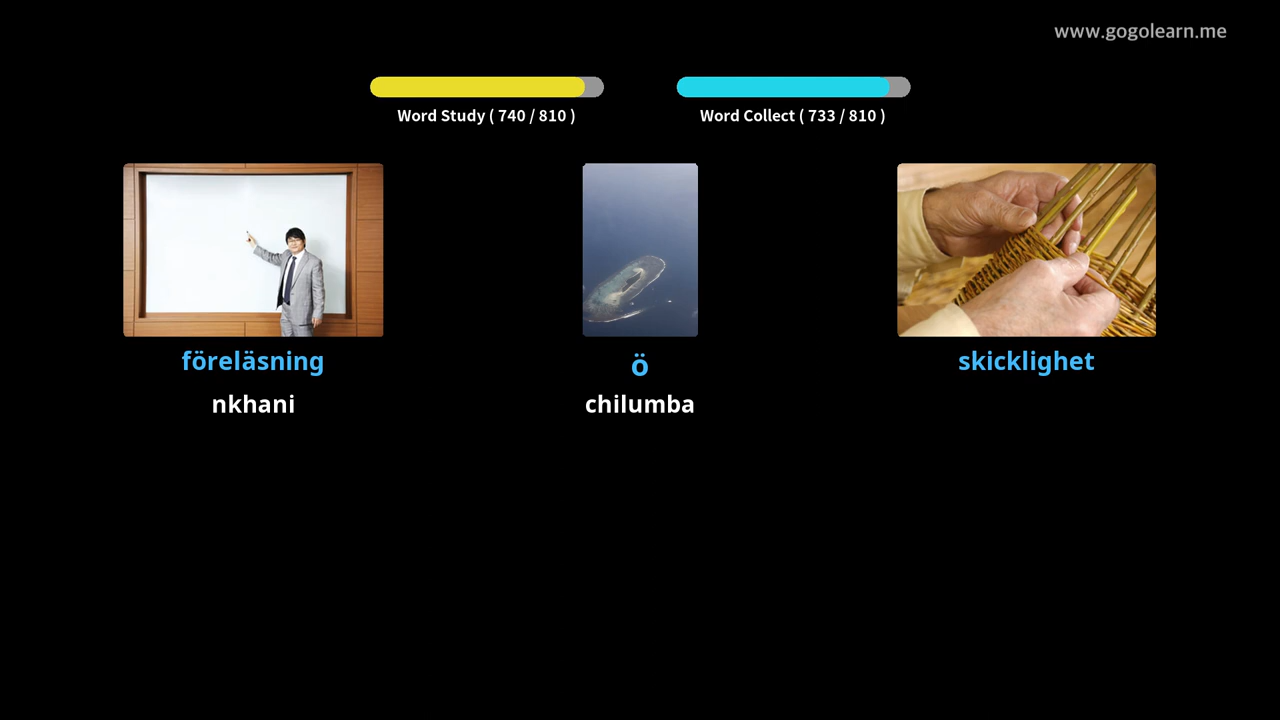 www.gogolearn.me
Word Study ( 740 / 810 )
Word Collect ( 733 / 810 )
föreläsning
nkhani
ö
chilumba
skicklighet